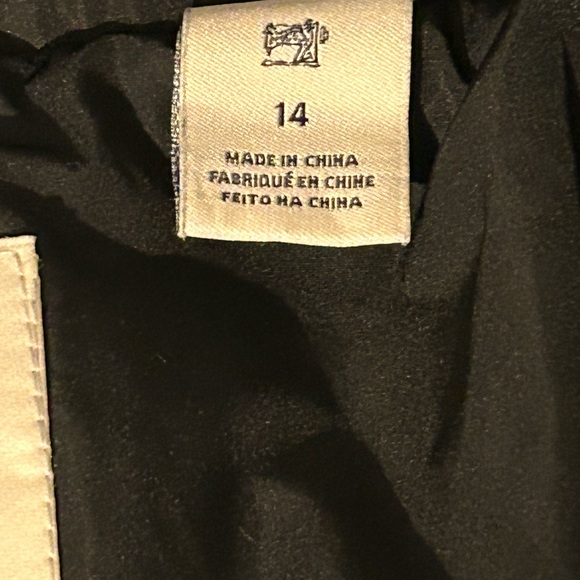 14
MADE IN CHINA
FABRIQUÉ EN CHINE
FEITO NA CHINA